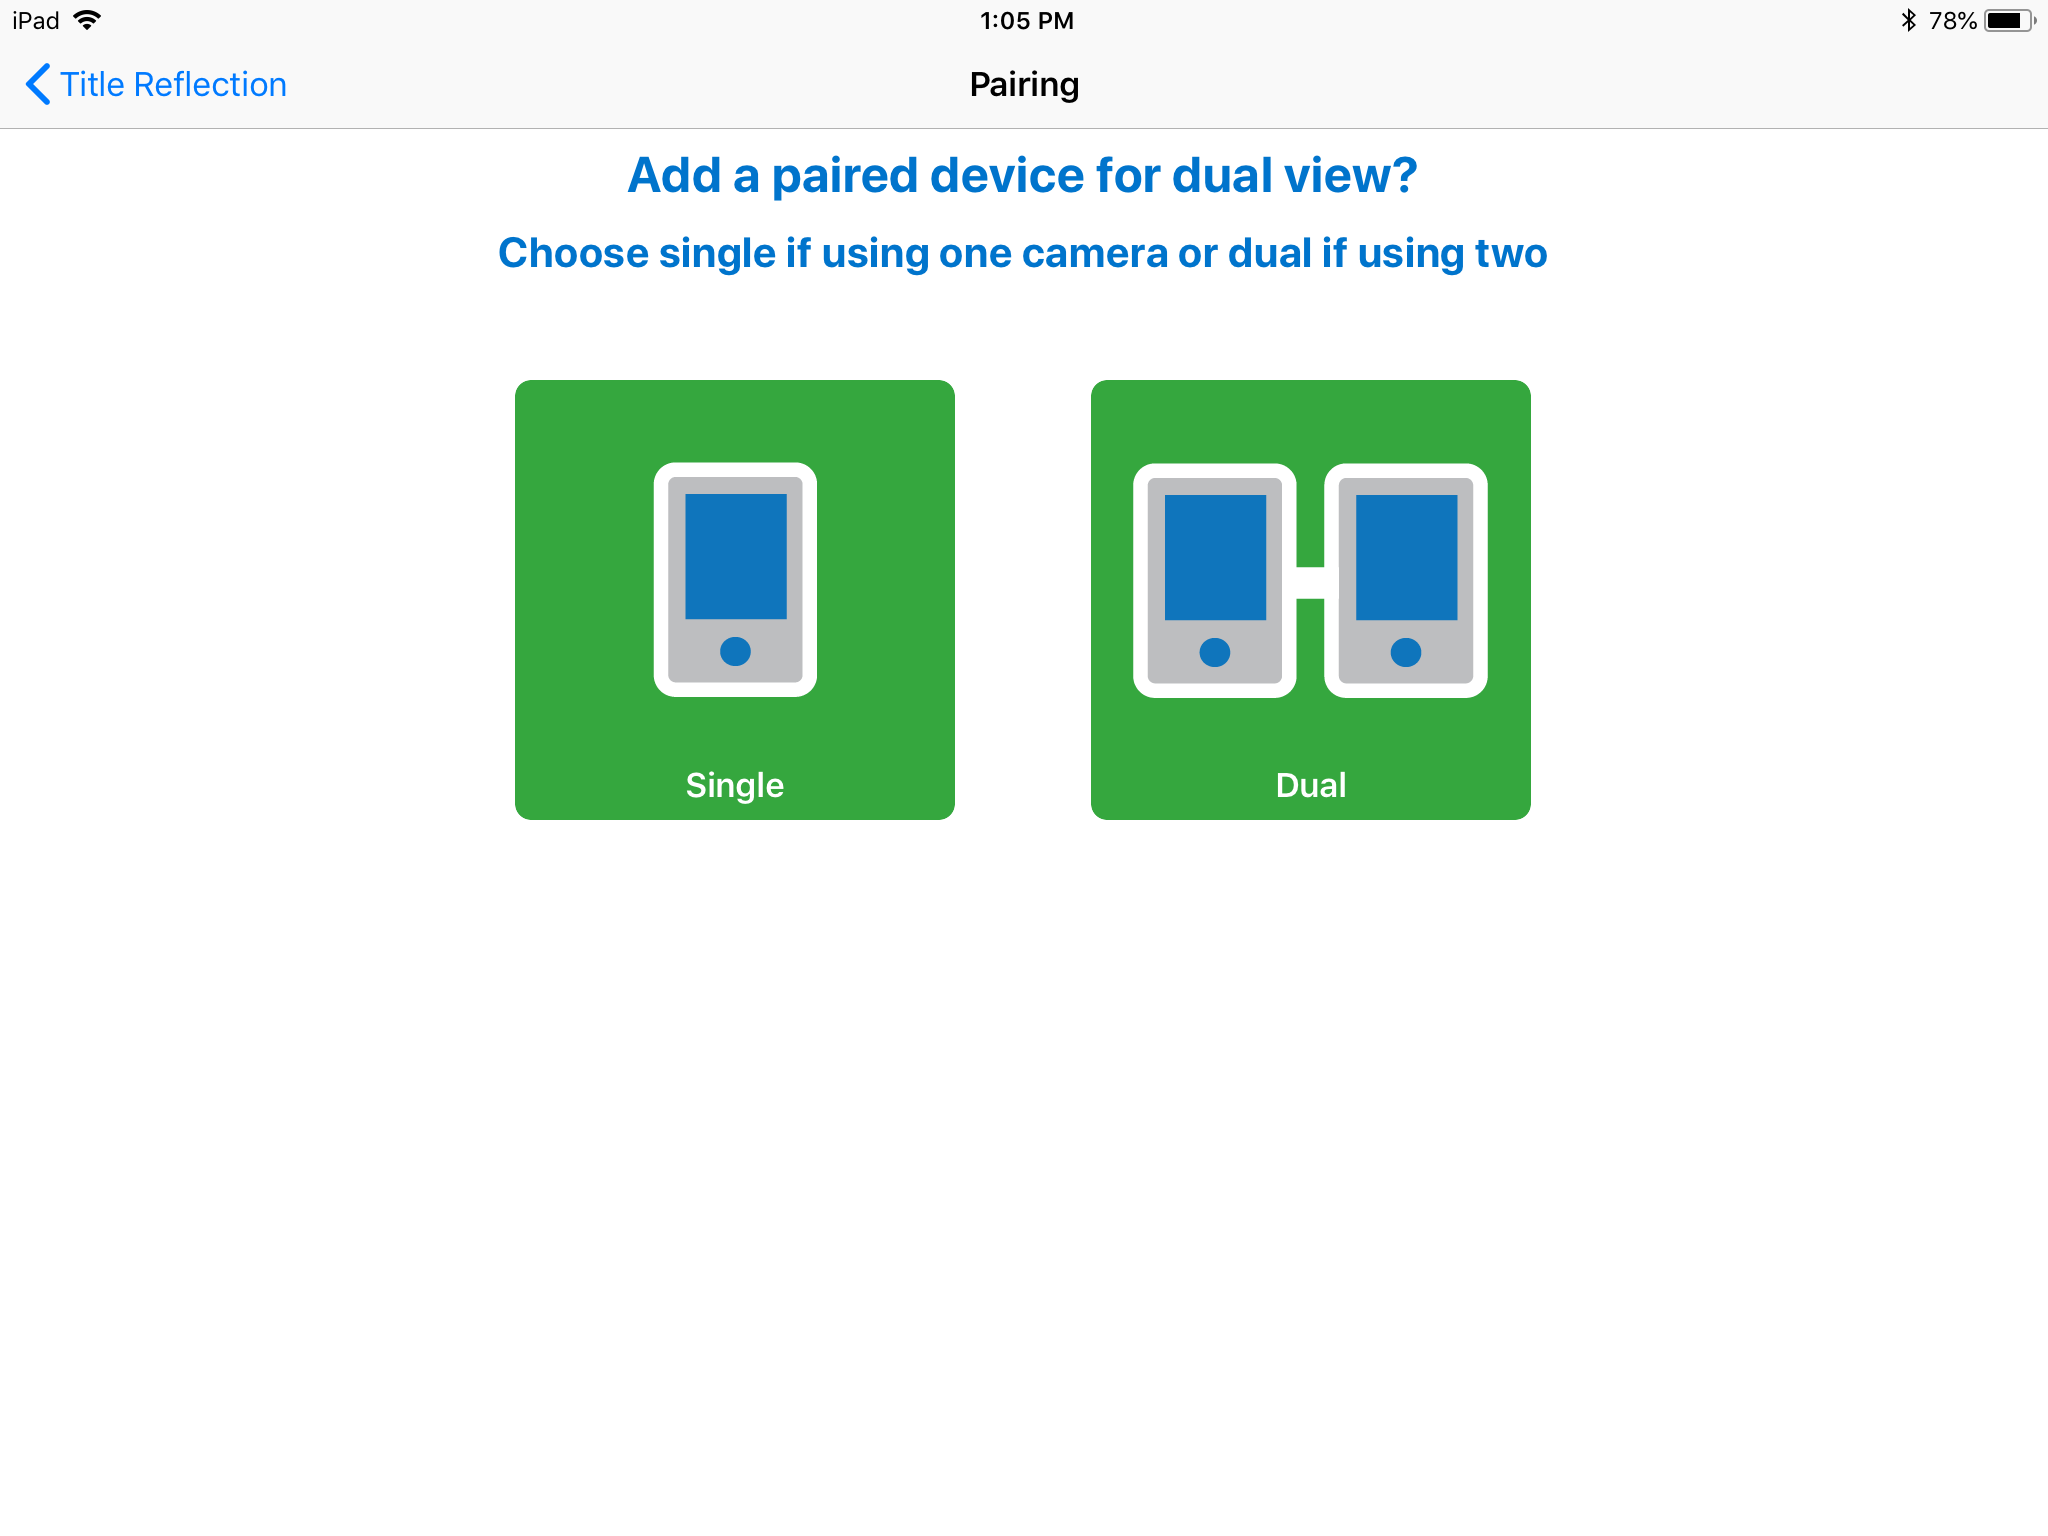 iPad 1:05 PM 78%
Title Reflection Pairing
Add a paired device for dual view?
Choose single if using one camera or dual if using two
Single Dual